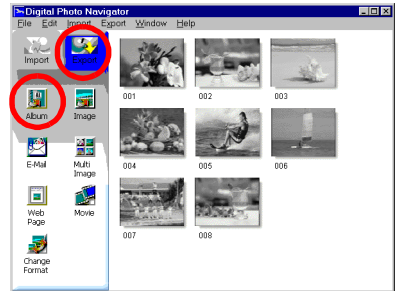 Digital Photo Navigator
File Edit Import Export Window Help
Import Export
Album Image
E-Mail Multi Image
Web Page Movie
Change Format
001 002 003
004 005 006
007 008